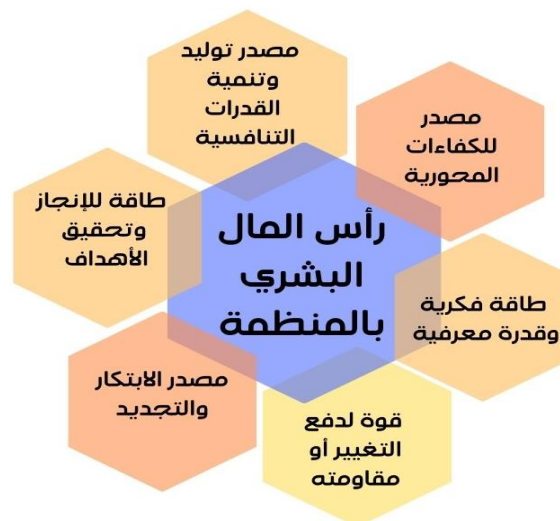 رأس المال
البشري
بالمنظمة
مصدر توليد
وتنمية
القدرات
التنافسية
مصدر
للكفاءات
المحورية
طاقة فكرية
وقدرة معرفية
قوة لدفع
التغيير أو
مقاومته
مصدر الابتكار
والتجديد
طاقة للإنجاز
وتحقيق
الأهداف